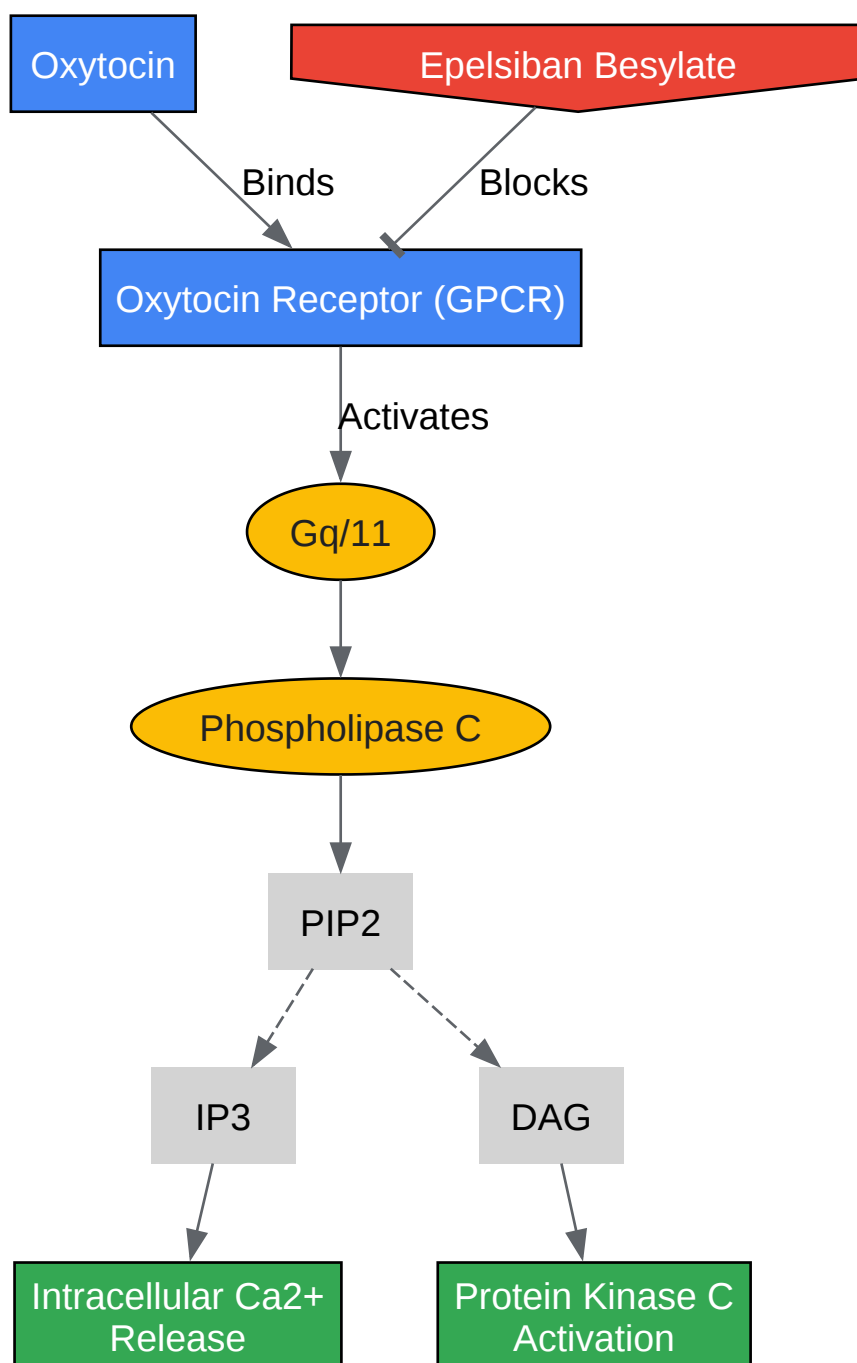 Oxytocin
Epelsiban Besylate
Binds
Blocks
Oxytocin Receptor (GPCR)
Activates
Gq/11
Phospholipase C
PIP2
IP3
DAG
Intracellular Ca2+
Release
Protein Kinase C
Activation